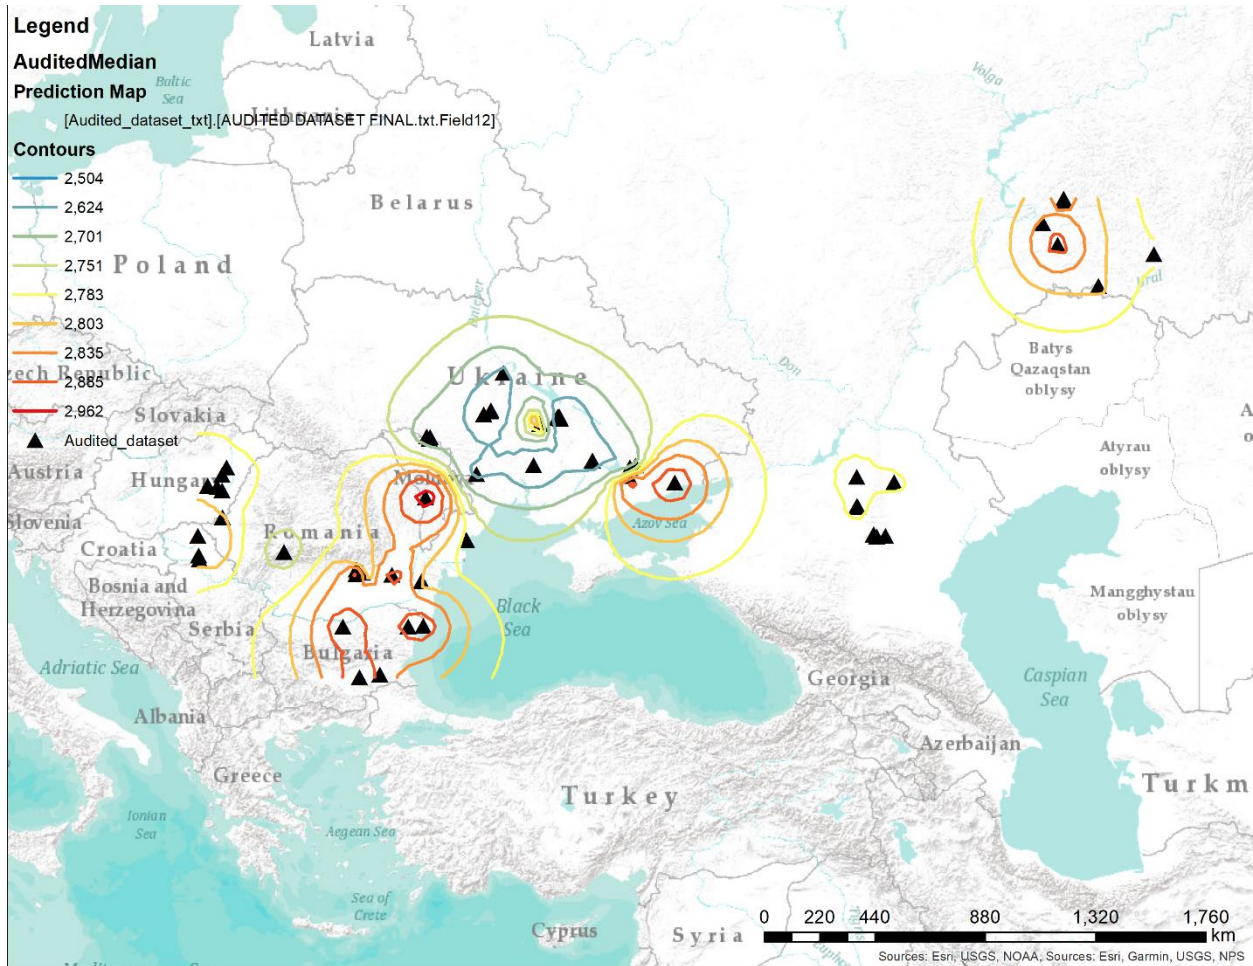 Legend
AuditedMedian
Prediction Map
[Audited_dataset_txt].[AUDITED DATASET FINAL.txt.Field12]
Contours
2,504
2,624
2,701
2,751
2,783
2,803
2,835
2,885
2,962
Audited_dataset
Latvia
Baltic
Sea
Lithuania
Belarus
Poland
Volga
Dnieper
Ural
Ukraine
Don
Batys
Qazaqstan
oblysy
Czech Republic
Slovakia
Atyrau
oblysy
Austria
Hungary
Moldova
Slovenia
Romania
Azov Sea
Croatia
Bosnia and
Herzegovina
Black
Sea
Mangghystau
oblysy
Serbia
Bulgaria
Adriatic Sea
Georgia
Caspian
Sea
Albania
Azerbaijan
Greece
Turkey
Turkm
Ionian
Sea
Aegean Sea
Sea of
Crete
Cyprus
Syria
0 220 440 880 1,320 1,760
km
Sources: Esri, USGS, NOAA, Sources: Esri, Garmin, USGS, NPS